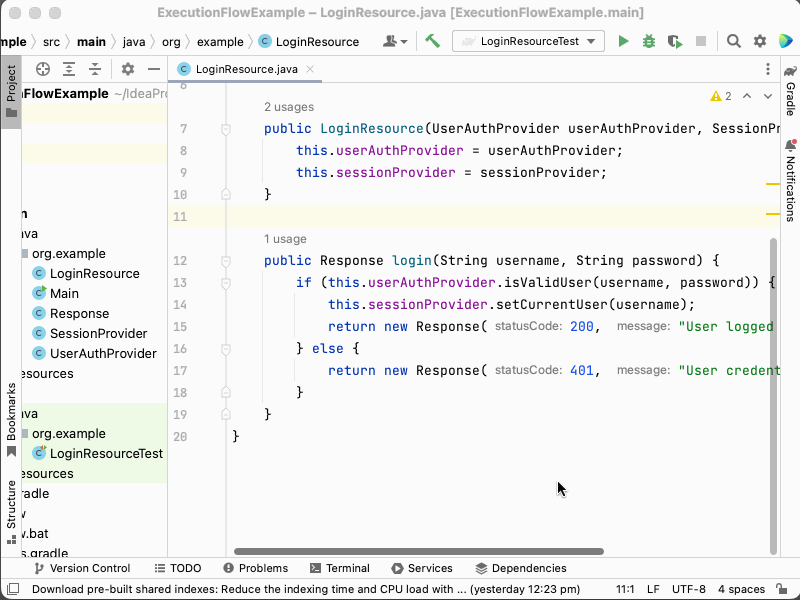 ExecutionFlowExample – LoginResource.java [ExecutionFlowExample.main]
mple › src › main › java › org › example › LoginResource
LoginResourceTest
Project
LoginResource.java
FlowExample ~/IdeaPro
2
6
2 usages
7 public LoginResource(UserAuthProvider userAuthProvider, SessionPr
8 this.userAuthProvider = userAuthProvider;
9 this.sessionProvider = sessionProvider;
10 }
11
1 usage
12 public Response login(String username, String password) {
13 if (this.userAuthProvider.isValidUser(username, password)) {
14 this.sessionProvider.setCurrentUser(username);
15 return new Response( statusCode: 200, message: "User logged
16 } else {
17 return new Response( statusCode: 401, message: "User credent
18 }
19 }
20 }
n
va
org.example
LoginResource
Main
Response
SessionProvider
UserAuthProvider
esources
va
org.example
LoginResourceTest
esources
radle
w
w.bat
s.gradle
Bookmarks
Structure
Gradle
Notifications
Version Control
TODO
Problems
Terminal
Services
Dependencies
Download pre-built shared indexes: Reduce the indexing time and CPU load with ... (yesterday 12:23 pm)
11:1 LF UTF-8 4 spaces